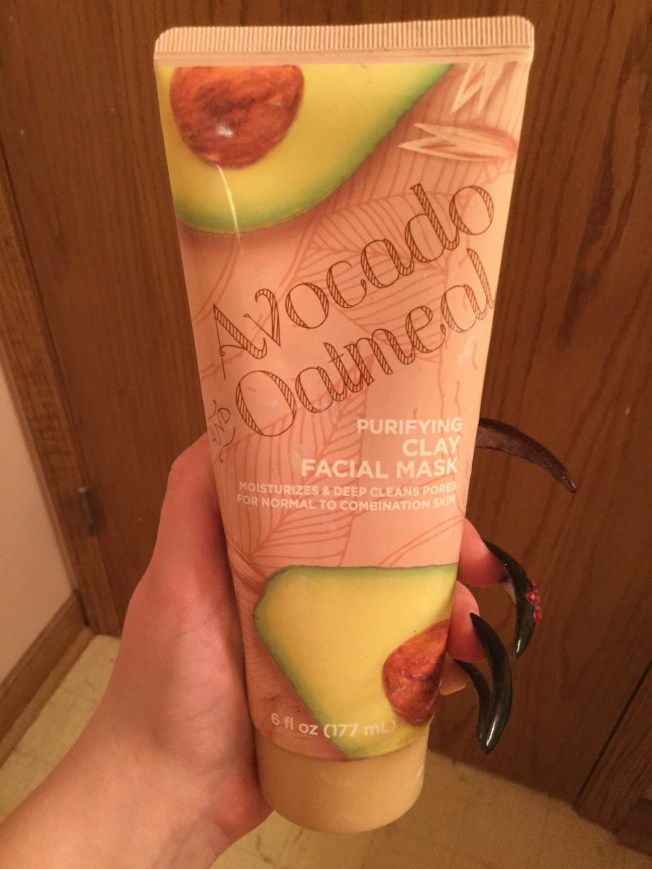 Avocado
AND Oatmeal
PURIFYING
CLAY
FACIAL MASK
MOISTURIZES & DEEP CLEANS PORES
FOR NORMAL TO COMBINATION SKIN
6 fl oz (177 mL)